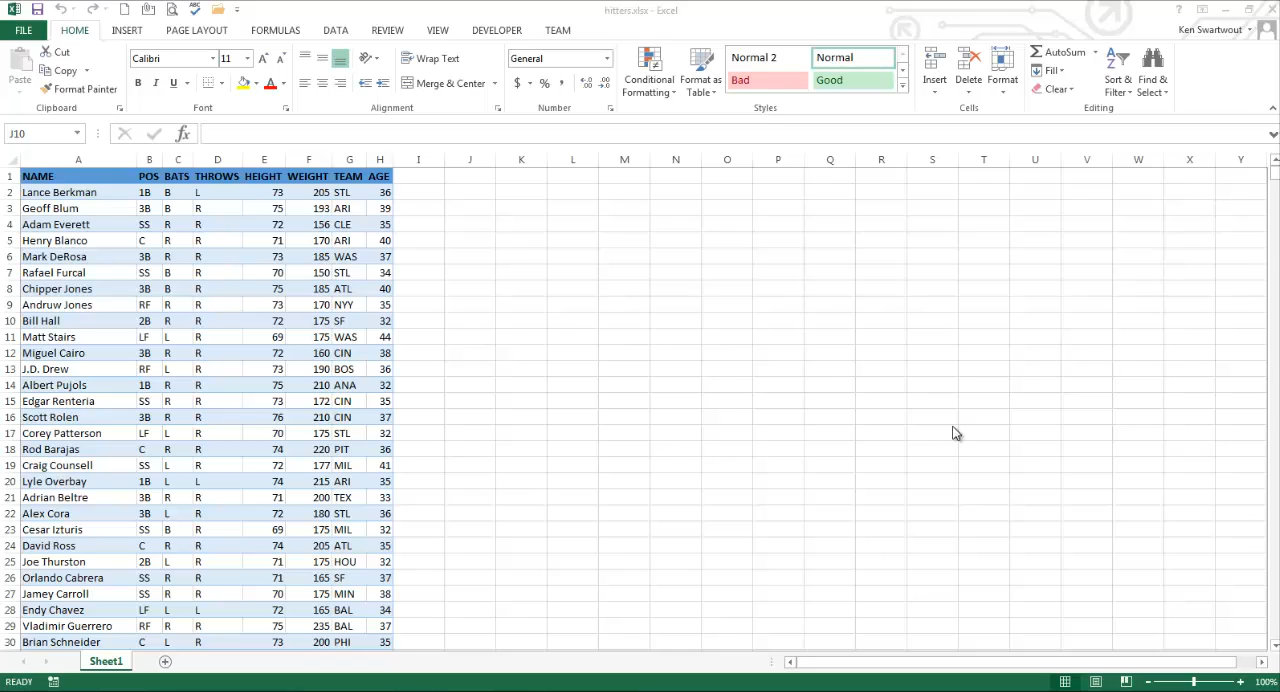 hitters.xlsx - Excel
FILE HOME INSERT PAGE LAYOUT FORMULAS DATA REVIEW VIEW DEVELOPER TEAM Ken Swartwout
Cut Calibri 11 Wrap Text General Normal 2 Normal AutoSum
Paste Copy Merge & Center $ % , Conditional Formatting Format as Table Bad Good Insert Delete Format Fill Sort & Filter Find & Select
Format Painter B I U Clear
Clipboard Font Alignment Number Styles Cells Editing
J10 fx
A B C D E F G H I J K L M N O P Q R S T U V W X Y
1 NAME POS BATS THROWS HEIGHT WEIGHT TEAM AGE
2 Lance Berkman 1B B L 73 205 STL 36
3 Geoff Blum 3B B R 75 193 ARI 39
4 Adam Everett SS R R 72 156 CLE 35
5 Henry Blanco C R R 71 170 ARI 40
6 Mark DeRosa 3B R R 73 185 WAS 37
7 Rafael Furcal SS B R 70 150 STL 34
8 Chipper Jones 3B B R 75 185 ATL 40
9 Andruw Jones RF R R 73 170 NYY 35
10 Bill Hall 2B R R 72 175 SF 32
11 Matt Stairs LF L R 69 175 WAS 44
12 Miguel Cairo 3B R R 72 160 CIN 38
13 J.D. Drew RF L R 73 190 BOS 36
14 Albert Pujols 1B R R 75 210 ANA 32
15 Edgar Renteria SS R R 73 172 CIN 35
16 Scott Rolen 3B R R 76 210 CIN 37
17 Corey Patterson LF L R 70 175 STL 32
18 Rod Barajas C R R 74 220 PIT 36
19 Craig Counsell SS L R 72 177 MIL 41
20 Lyle Overbay 1B L L 74 215 ARI 35
21 Adrian Beltre 3B R R 71 200 TEX 33
22 Alex Cora 3B L R 72 180 STL 36
23 Cesar Izturis SS B R 69 175 MIL 32
24 David Ross C R R 74 205 ATL 35
25 Joe Thurston 2B L R 71 175 HOU 32
26 Orlando Cabrera SS R R 71 165 SF 37
27 Jamey Carroll SS R R 70 175 MIN 38
28 Endy Chavez LF L L 72 165 BAL 34
29 Vladimir Guerrero RF R R 75 235 BAL 37
30 Brian Schneider C L R 73 200 PHI 35
Sheet1
READY 100%